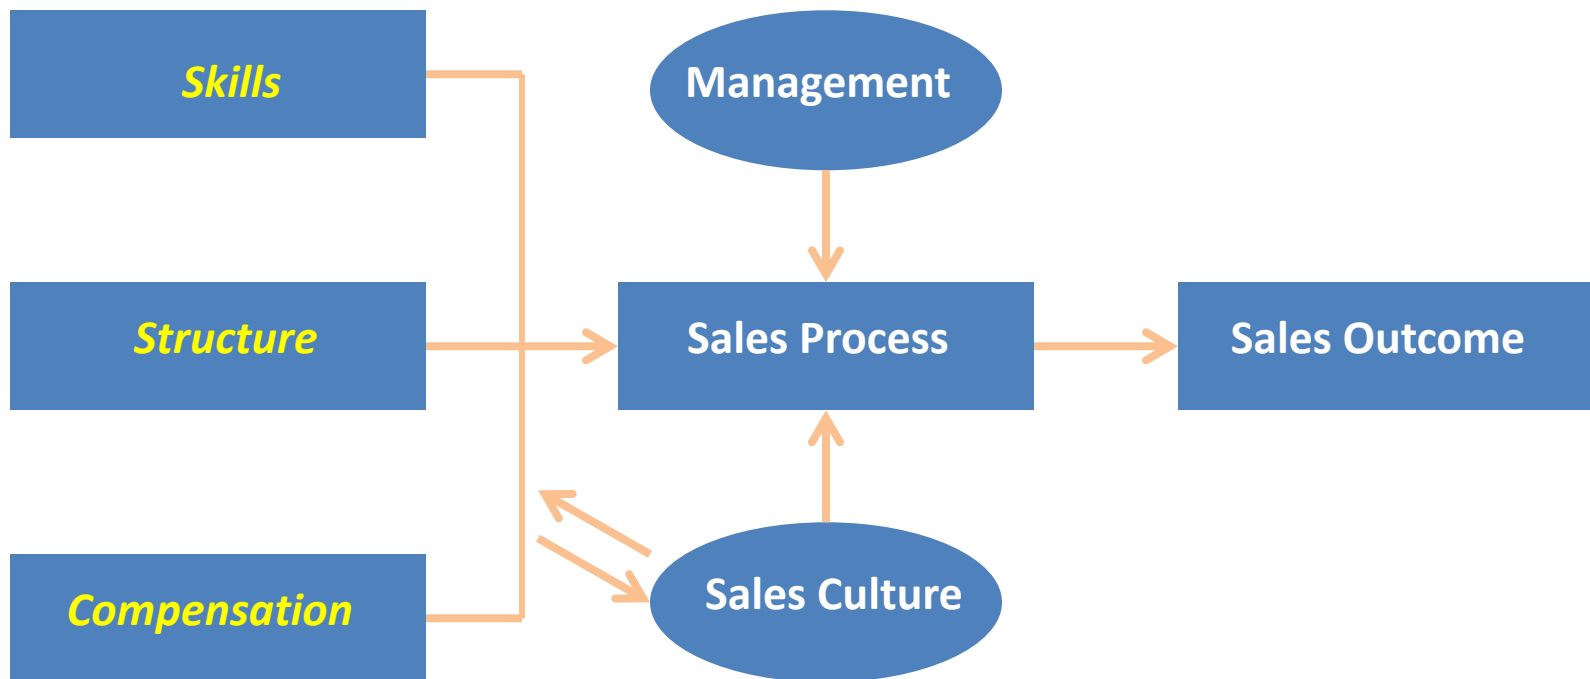 Skills
Management
Structure
Sales Process
Sales Outcome
Compensation
Sales Culture